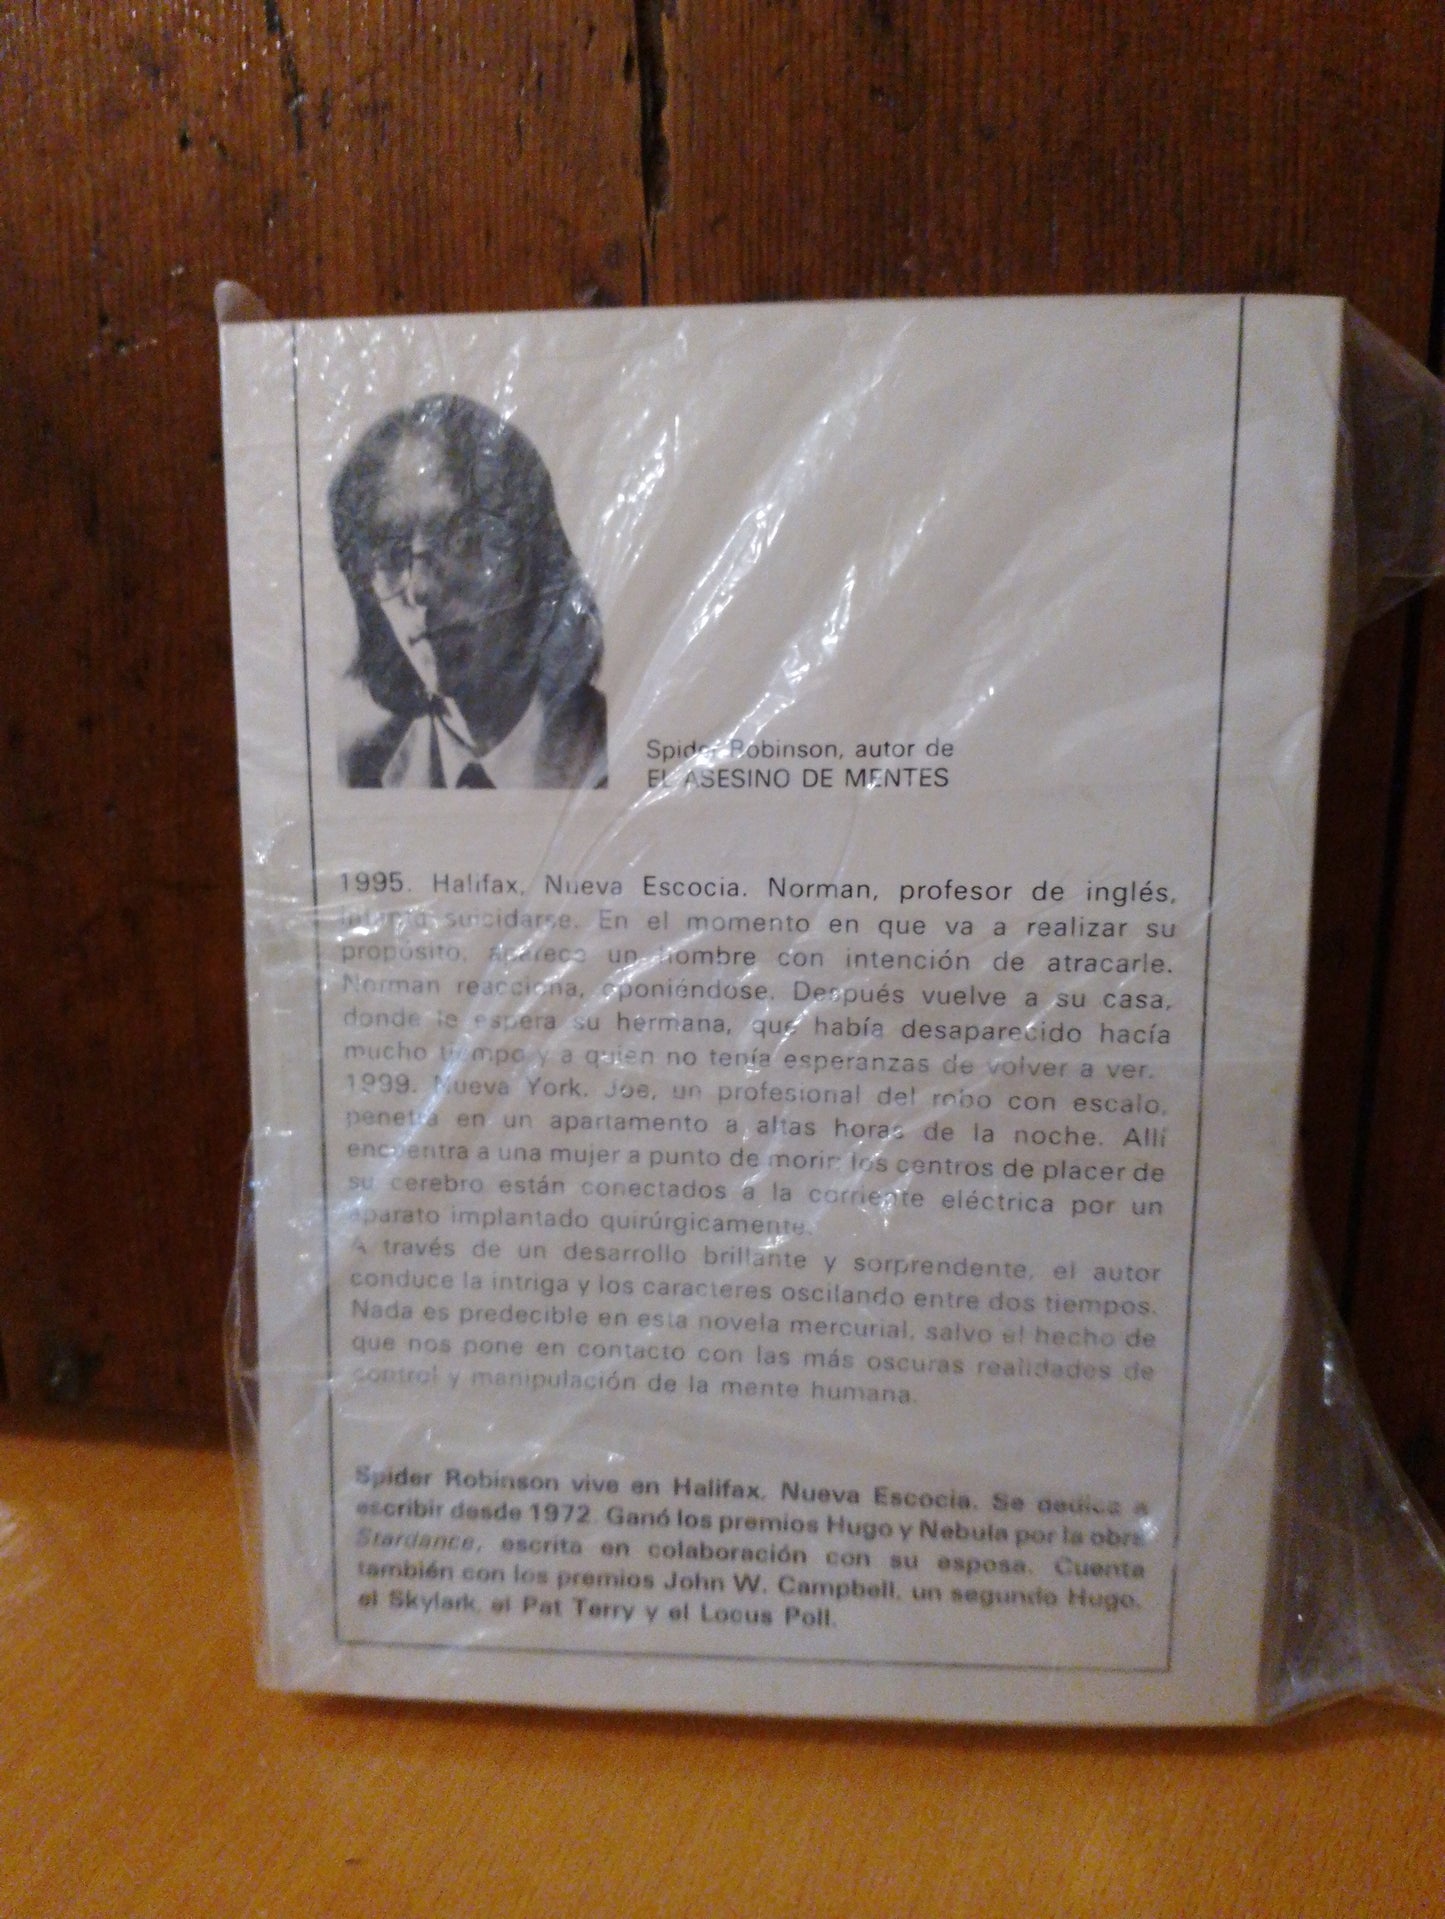 Spider Robinson, autor de
EL ASESINO DE MENTES
1995. Halifax, Nueva Escocia. Norman, profesor de inglés,
intenta suicidarse. En el momento en que va a realizar su
propósito, aparece un hombre con intención de atracarle.
Norman reacciona, oponiéndose. Después vuelve a su casa,
donde le espera su hermana, que había desaparecido hacía
mucho tiempo y a quien no tenía esperanzas de volver a ver.
1999. Nueva York. Joe, un profesional del robo con escalo,
penetra en un apartamento a altas horas de la noche. Allí
encuentra a una mujer a punto de morir: los centros de placer de
su cerebro están conectados a la corriente eléctrica por un
aparato implantado quirúrgicamente.
A través de un desarrollo brillante y sorprendente, el autor
conduce la intriga y los caracteres oscilando entre dos tiempos.
Nada es predecible en esta novela mercurial, salvo el hecho de
que nos pone en contacto con las más oscuras realidades de
control y manipulación de la mente humana.
Spider Robinson vive en Halifax, Nueva Escocia. Se dedica a
escribir desde 1972. Ganó los premios Hugo y Nebula por la obra
Stardance, escrita en colaboración con su esposa. Cuenta
también con los premios John W. Campbell, un segundo Hugo,
el Skylark, el Pat Terry y el Locus Poll.